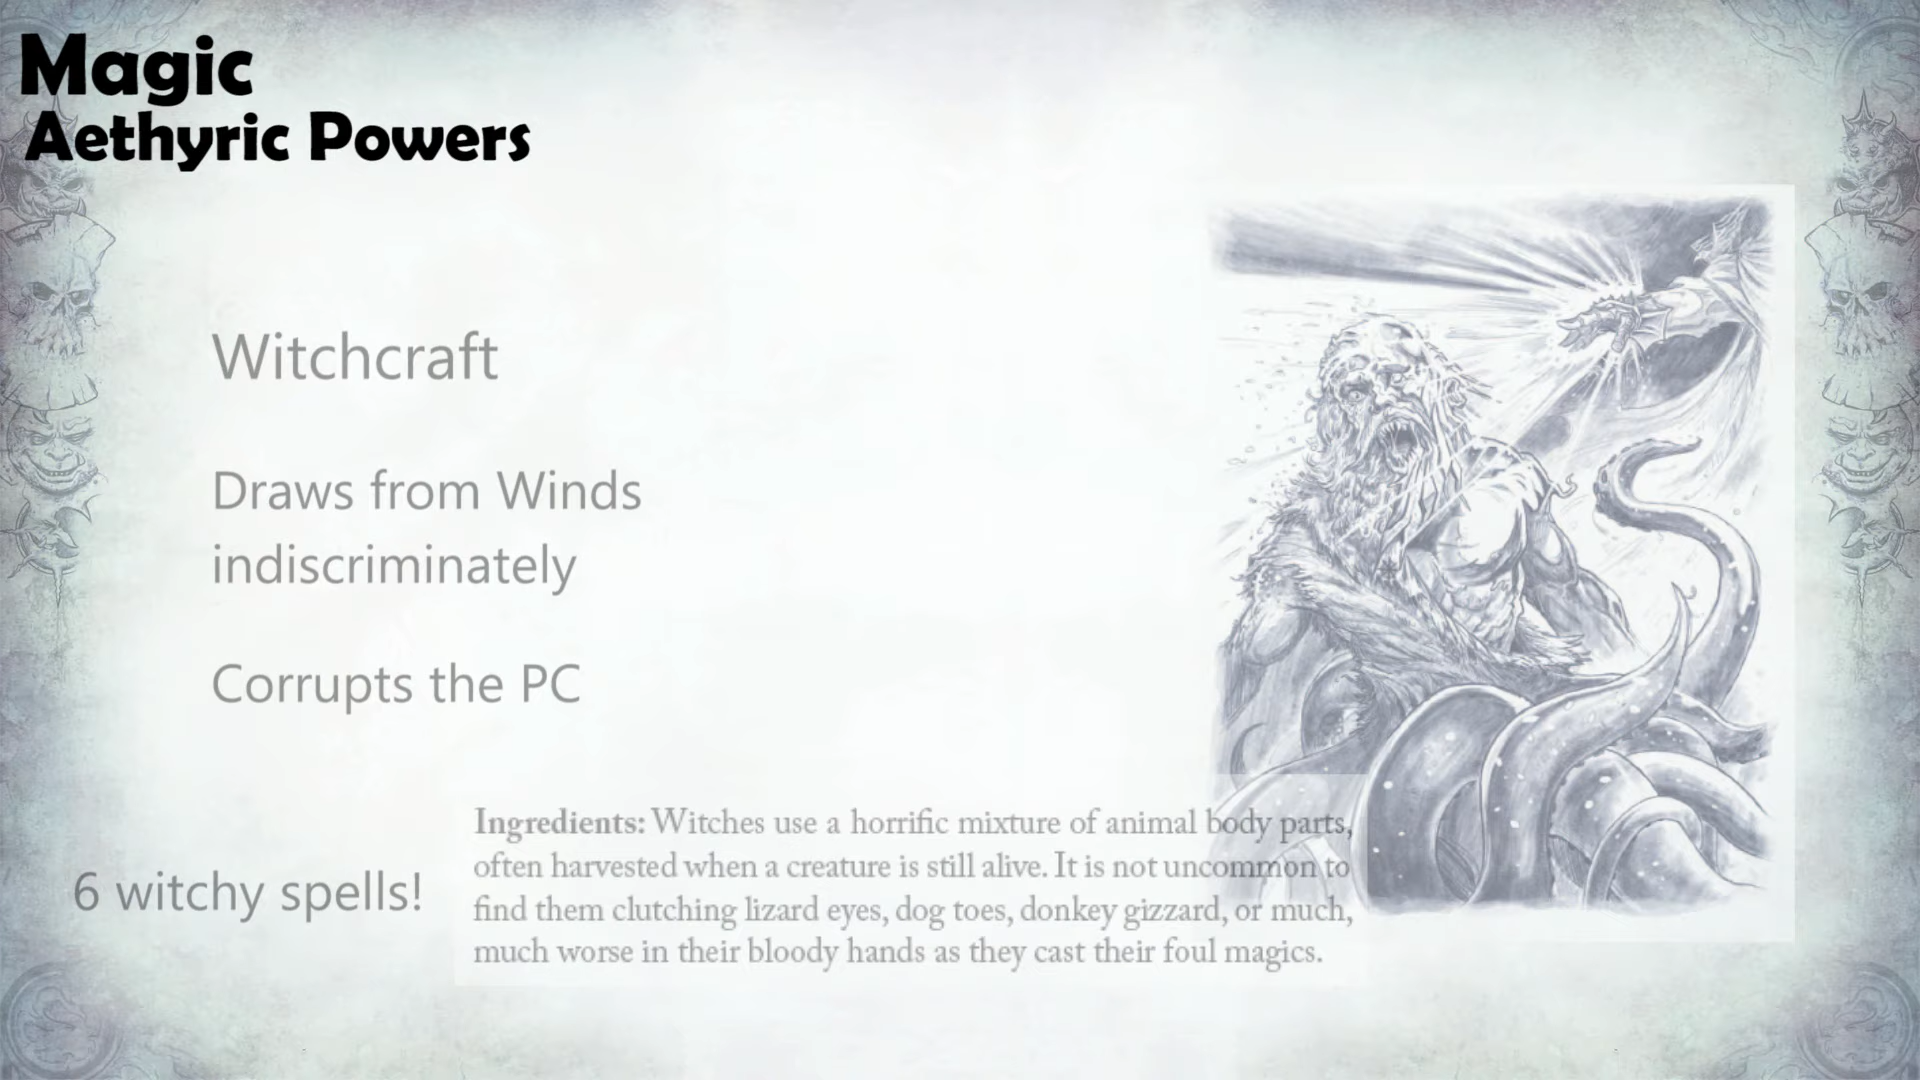 Magic
Aethyric Powers
Witchcraft
Draws from Winds
indiscriminately
Corrupts the PC
6 witchy spells!
Ingredients: Witches use a horrific mixture of animal body parts,
often harvested when a creature is still alive. It is not uncommon to
find them clutching lizard eyes, dog toes, donkey gizzard, or much,
much worse in their bloody hands as they cast their foul magics.